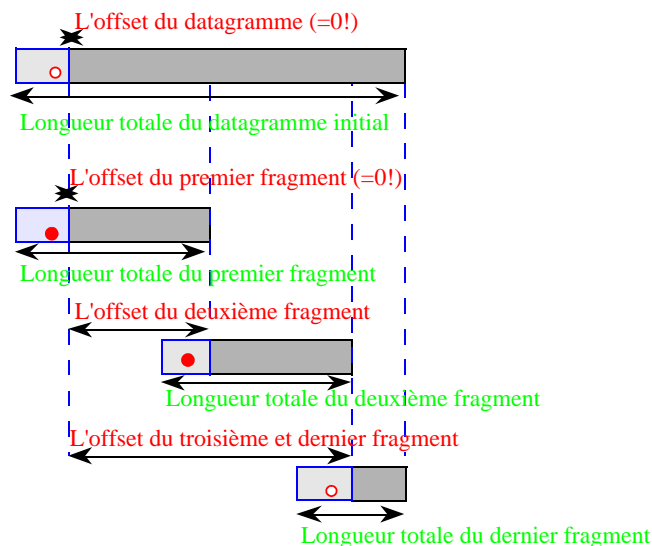 L'offset du datagramme (=0!)
Longueur totale du datagramme initial
L'offset du premier fragment (=0!)
Longueur totale du premier fragment
L'offset du deuxième fragment
Longueur totale du deuxième fragment
L'offset du troisième et dernier fragment
Longueur totale du dernier fragment